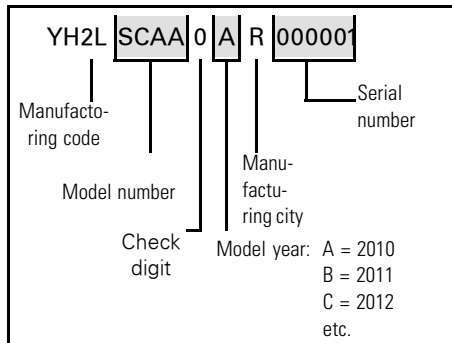 YH2L SCAA 0 A R 000001
Manufacto-
ring code
Serial
number
Model number
Manu-
factu-
ring city
Check
digit
Model year: A = 2010
B = 2011
C = 2012
etc.